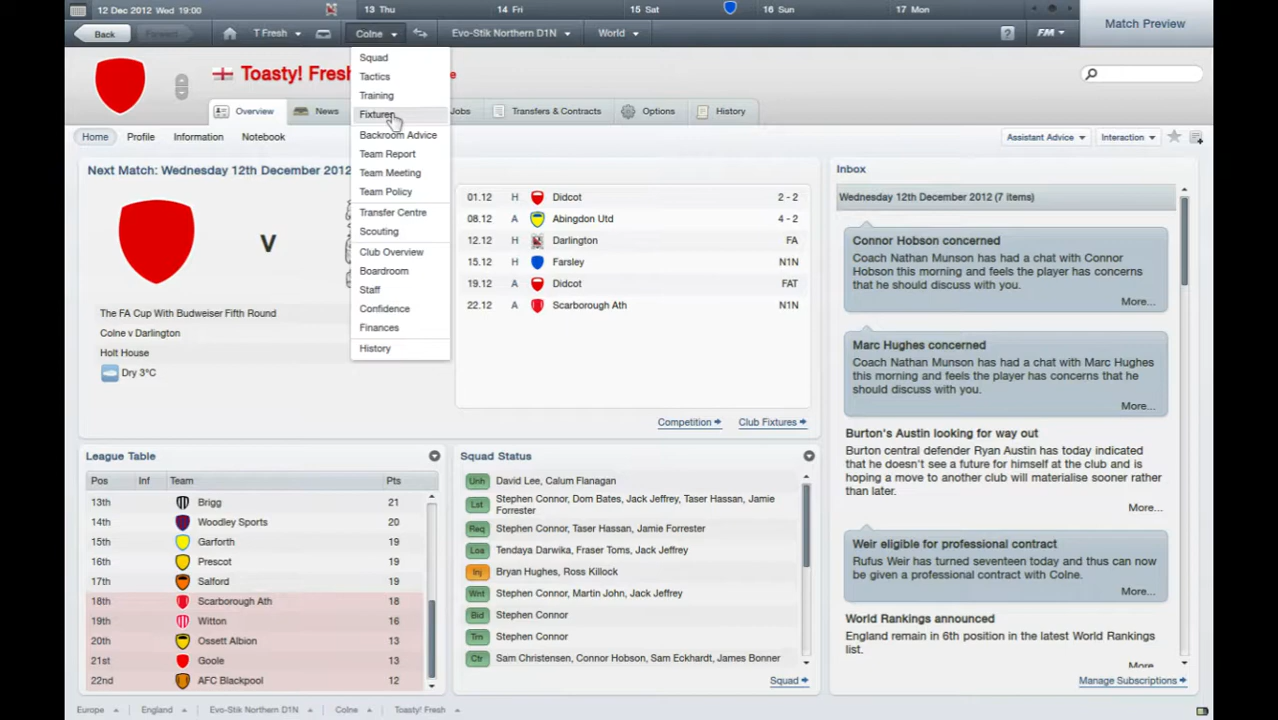 12 Dec 2012 Wed 19:00
13 Thu
14 Fri
15 Sat
16 Sun
17 Mon
Match Preview
Back
Forward
T Fresh
Colne
Evo-Stik Northern D1N
World
?
FM
Toasty! Fresh
Overview
News
Jobs
Transfers & Contracts
Options
History
Home
Profile
Information
Notebook
Assistant Advice
Interaction
Squad
Tactics
Training
Fixtures
Backroom Advice
Team Report
Team Meeting
Team Policy
Transfer Centre
Scouting
Club Overview
Boardroom
Staff
Confidence
Finances
History
Next Match: Wednesday 12th December 2012
V
The FA Cup With Budweiser Fifth Round
Colne v Darlington
Holt House
Dry 3°C
01.12 H Didcot 2 - 2
08.12 A Abingdon Utd 4 - 2
12.12 H Darlington FA
15.12 H Farsley N1N
19.12 A Didcot FAT
22.12 A Scarborough Ath N1N
Competition
Club Fixtures
Inbox
Wednesday 12th December 2012 (7 items)
Connor Hobson concerned
Coach Nathan Munson has had a chat with Connor
Hobson this morning and feels the player has concerns
that he should discuss with you.
More...
Marc Hughes concerned
Coach Nathan Munson has had a chat with Marc Hughes
this morning and feels the player has concerns that he
should discuss with you.
More...
Burton's Austin looking for way out
Burton central defender Ryan Austin has today indicated
that he doesn't see a future for himself at the club and is
hoping a move to another club will materialise sooner rather
than later.
More...
Weir eligible for professional contract
Rufus Weir has turned seventeen today and thus can now
be given a professional contract with Colne.
More...
World Rankings announced
England remain in 6th position in the latest World Rankings
list.
More
Manage Subscriptions
League Table
Pos Inf Team Pts
13th Brigg 21
14th Woodley Sports 20
15th Garforth 19
16th Prescot 19
17th Salford 19
18th Scarborough Ath 18
19th Witton 16
20th Ossett Albion 13
21st Goole 13
22nd AFC Blackpool 12
Squad Status
Unh David Lee, Calum Flanagan
Lst Stephen Connor, Dom Bates, Jack Jeffrey, Taser Hassan, Jamie
Forrester
Req Stephen Connor, Taser Hassan, Jamie Forrester
Loa Tendaya Darwika, Fraser Toms, Jack Jeffrey
Inj Bryan Hughes, Ross Killock
Wnt Stephen Connor, Martin John, Jack Jeffrey
Bid Stephen Connor
Trn Stephen Connor
Ctr Sam Christensen, Connor Hobson, Sam Eckhardt, James Bonner
Squad
Europe
England
Evo-Stik Northern D1N
Colne
Toasty! Fresh